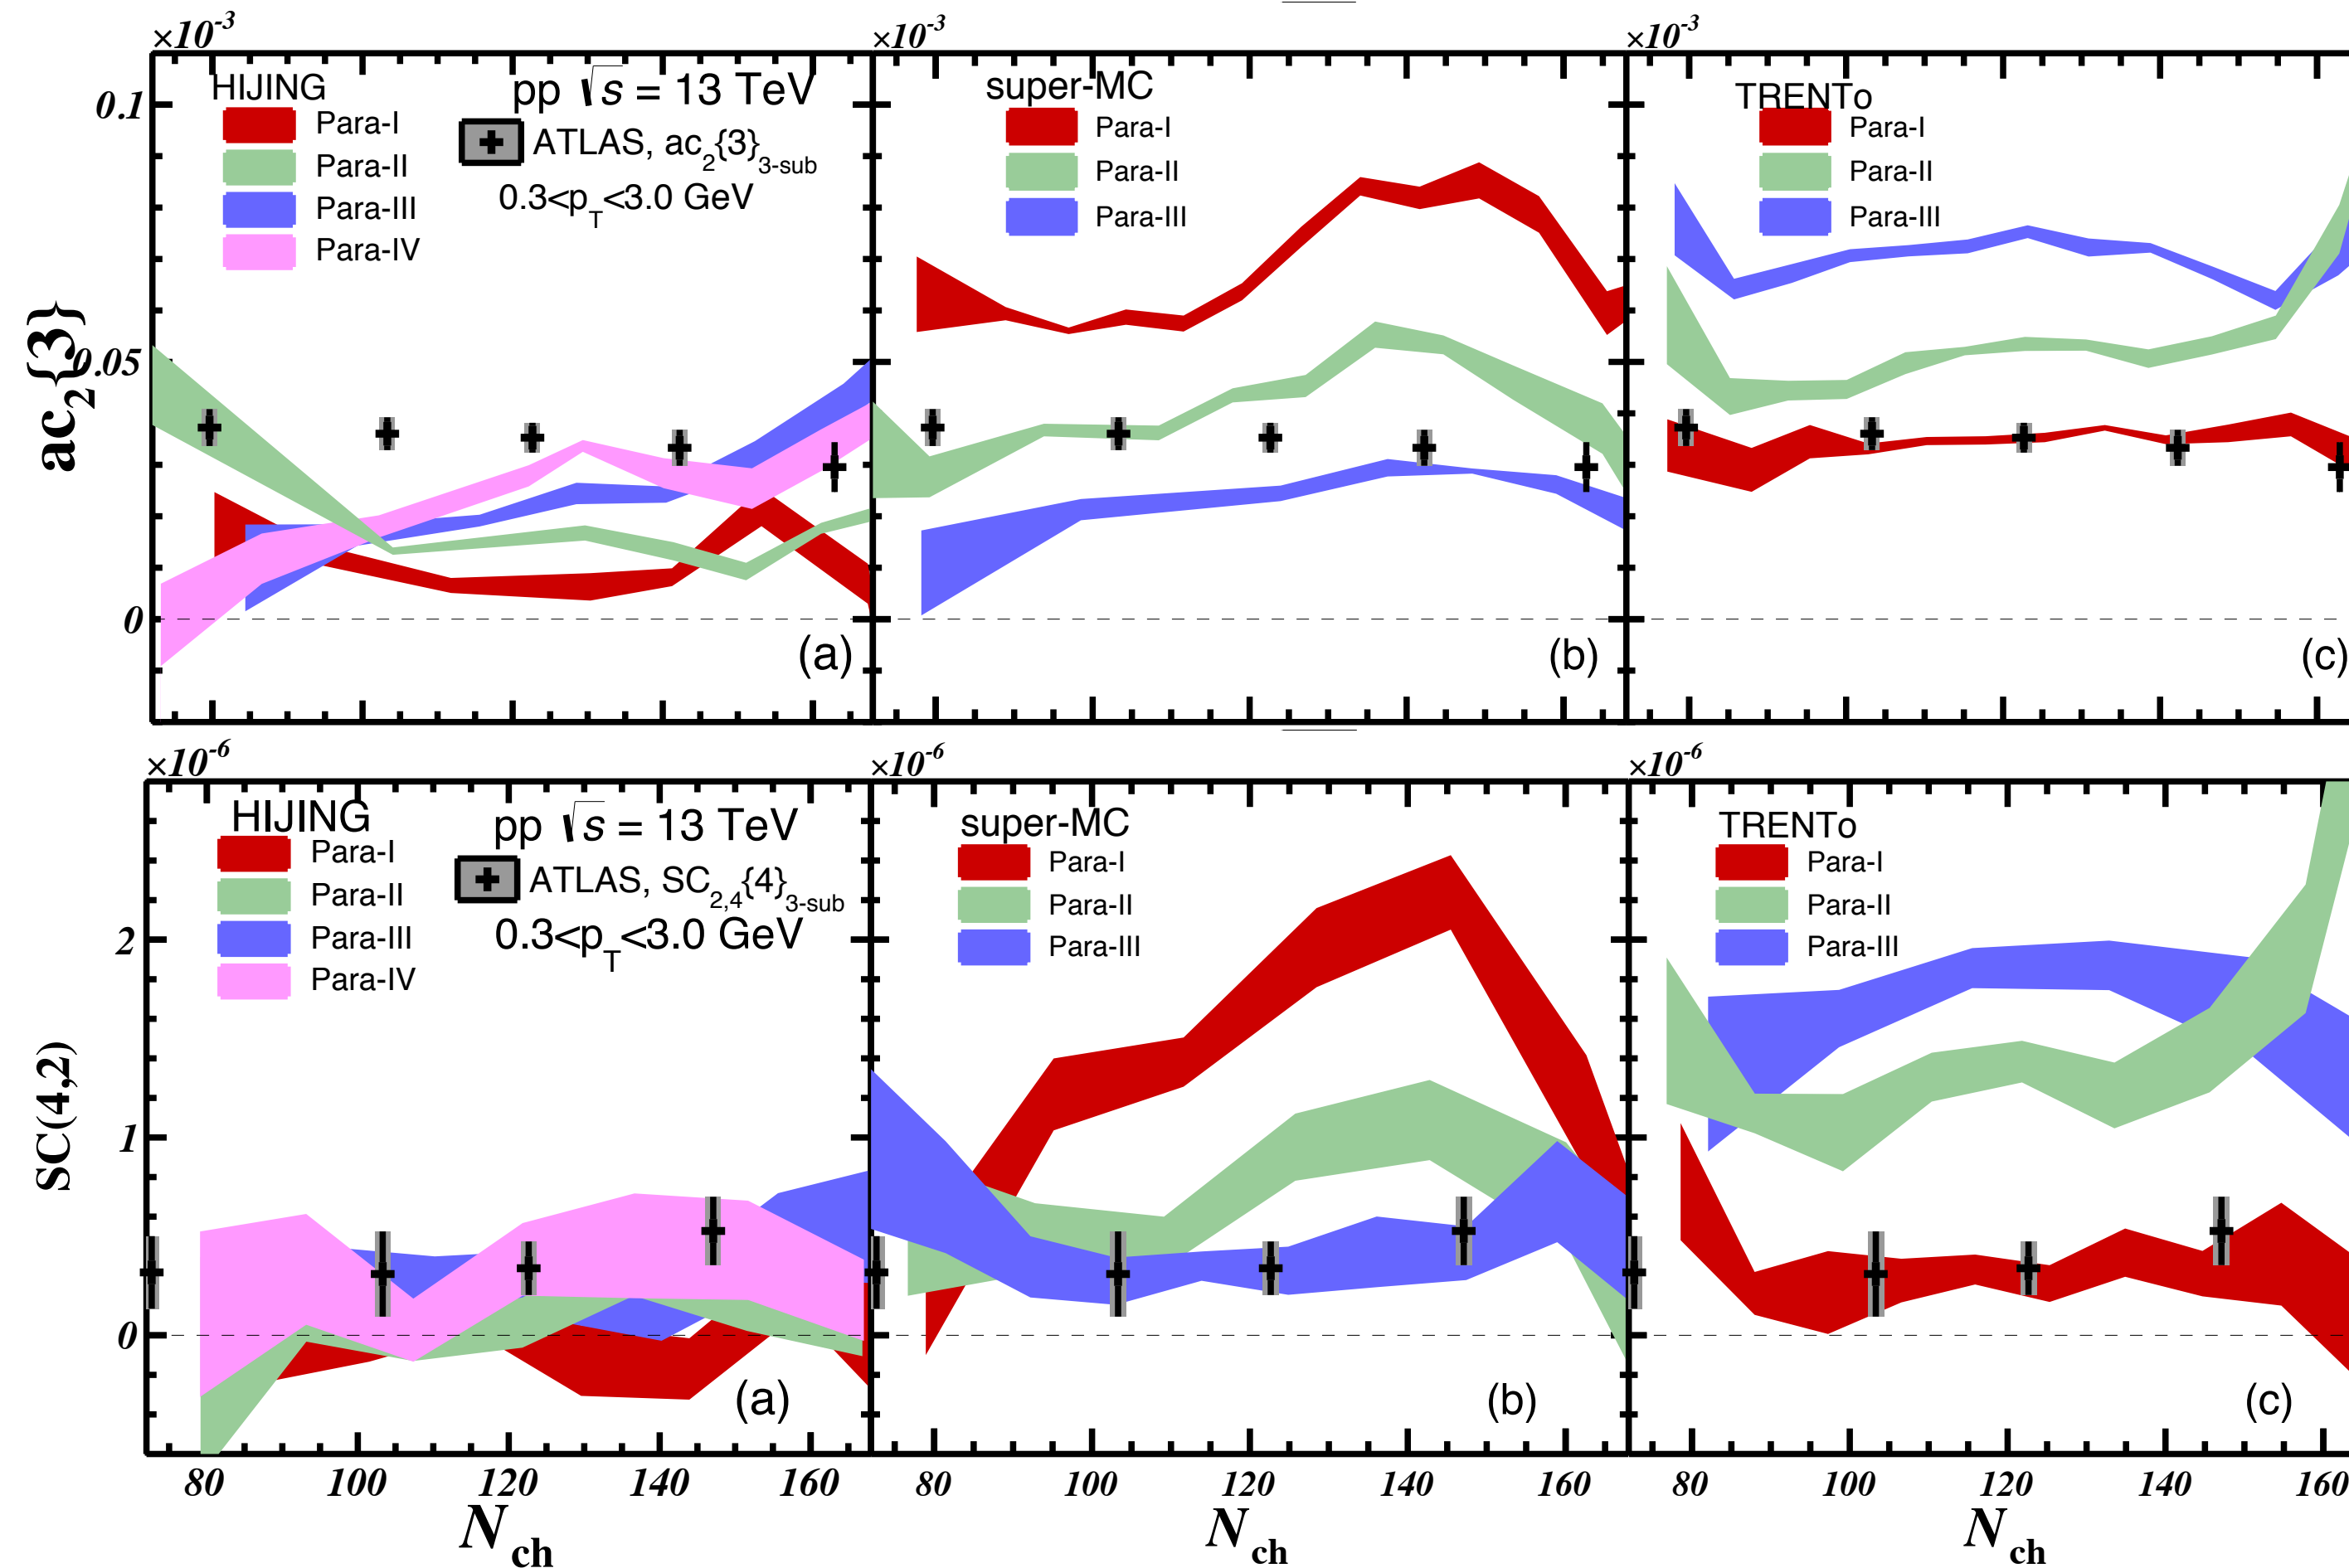 ×10-3 ×10-3 ×10-3
HIJING
Para-I
Para-II
Para-III
Para-IV
pp √s = 13 TeV
ATLAS, ac2{3}3-sub
0.3<pT<3.0 GeV
super-MC
Para-I
Para-II
Para-III
TRENTo
Para-I
Para-II
Para-III
0.1
0.05
0
ac2{3}
(a) (b) (c)
×10-6 ×10-6 ×10-6
HIJING
Para-I
Para-II
Para-III
Para-IV
pp √s = 13 TeV
ATLAS, SC2,4{4}3-sub
0.3<pT<3.0 GeV
super-MC
Para-I
Para-II
Para-III
TRENTo
Para-I
Para-II
Para-III
2
1
0
SC(4,2)
(a) (b) (c)
80 100 120 140 160 80 100 120 140 160 80 100 120 140 160
Nch Nch Nch